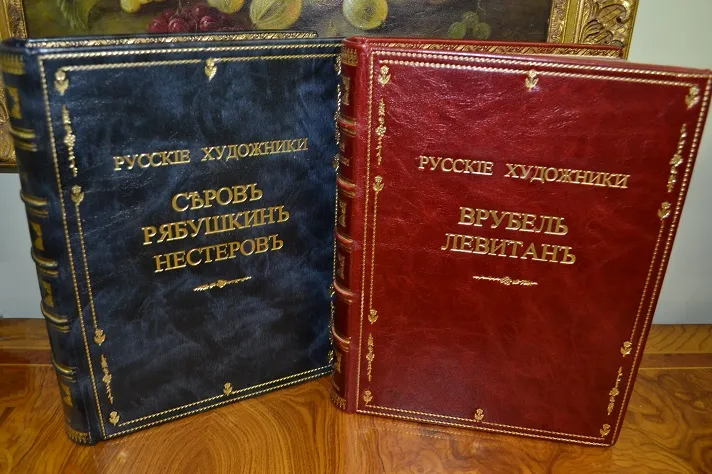 РУССКІЕ ХУДОЖНИКИ
СѢРОВЪ
РЯБУШКИНЪ
НЕСТЕРОВЪ
РУССКІЕ ХУДОЖНИКИ
ВРУБЕЛЬ
ЛЕВИТАНЪ